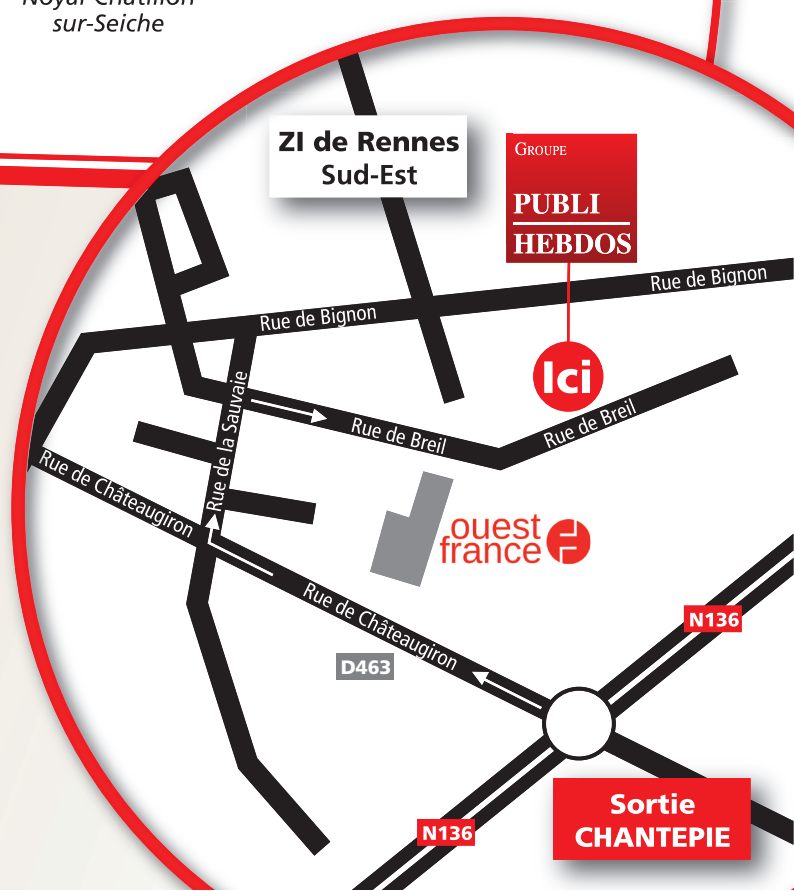 Noyal-Châtillon
sur-Seiche
ZI de Rennes
Sud-Est
GROUPE
PUBLI
HEBDOS
Rue de Bignon
Rue de Bignon
Ici
Rue de la Sauvaie
Rue de Breil
Rue de Breil
Rue de Châteaugiron
ouest
france
Rue de Châteaugiron
N136
D463
N136
Sortie
CHANTEPIE